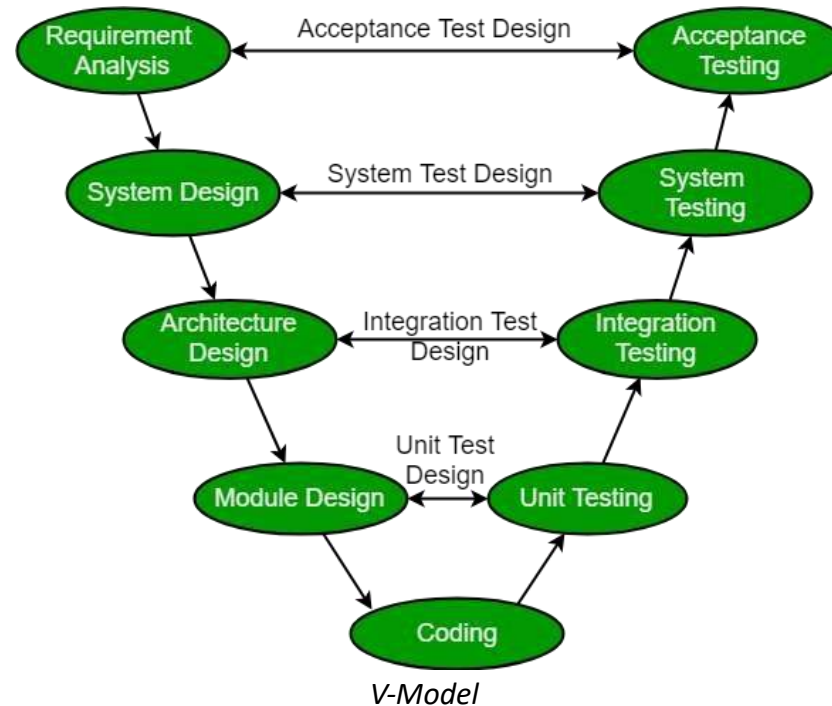 Requirement
Analysis
Acceptance Test Design
Acceptance
Testing
System Design
System Test Design
System
Testing
Architecture
Design
Integration Test
Design
Integration
Testing
Module Design
Unit Test
Design
Unit Testing
Coding
V-Model